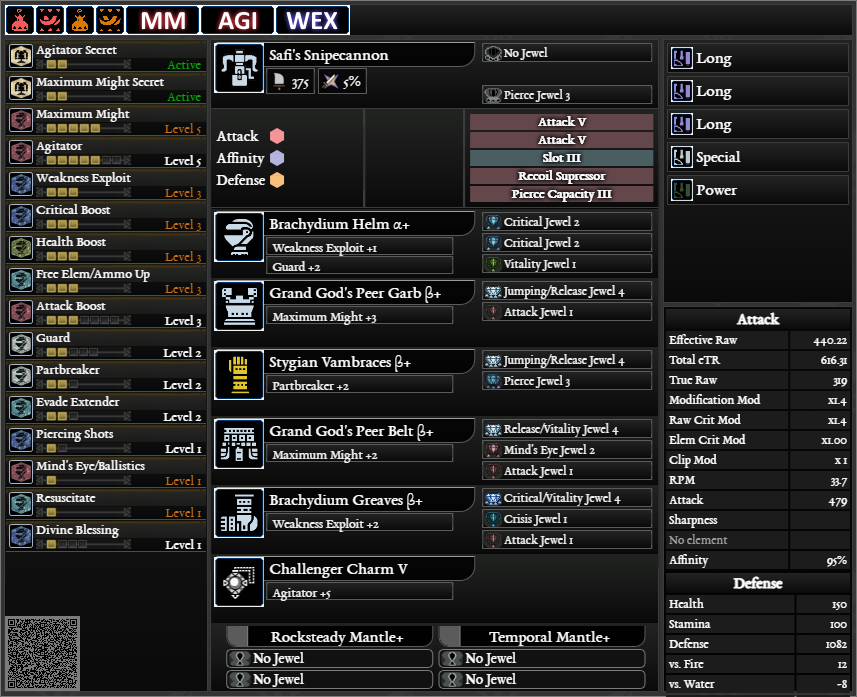 MM AGI WEX
Agitator Secret
Active
Maximum Might Secret
Active
Maximum Might
Level 5
Agitator
Level 5
Weakness Exploit
Level 3
Critical Boost
Level 3
Health Boost
Level 3
Free Elem/Ammo Up
Level 3
Attack Boost
Level 3
Guard
Level 2
Partbreaker
Level 2
Evade Extender
Level 2
Piercing Shots
Level 1
Mind's Eye/Ballistics
Level 1
Resuscitate
Level 1
Divine Blessing
Level 1
Safi's Snipecannon
375 5%
No Jewel
Pierce Jewel 3
Attack
Affinity
Defense
Attack V
Attack V
Slot III
Recoil Supressor
Pierce Capacity III
Brachydium Helm α+
Weakness Exploit +1
Guard +2
Critical Jewel 2
Critical Jewel 2
Vitality Jewel 1
Grand God's Peer Garb β+
Maximum Might +3
Jumping/Release Jewel 4
Attack Jewel 1
Stygian Vambraces β+
Partbreaker +2
Jumping/Release Jewel 4
Pierce Jewel 3
Grand God's Peer Belt β+
Maximum Might +2
Release/Vitality Jewel 4
Mind's Eye Jewel 2
Attack Jewel 1
Brachydium Greaves β+
Weakness Exploit +2
Critical/Vitality Jewel 4
Crisis Jewel 1
Attack Jewel 1
Challenger Charm V
Agitator +5
Rocksteady Mantle+
No Jewel
No Jewel
Temporal Mantle+
No Jewel
No Jewel
Long
Long
Long
Special
Power
Attack
Effective Raw 440.22
Total eTR 616.31
True Raw 319
Modification Mod x1.4
Raw Crit Mod x1.4
Elem Crit Mod x1.00
Clip Mod x 1
RPM 33.7
Attack 479
Sharpness
No element
Affinity 95%
Defense
Health 150
Stamina 100
Defense 1082
vs. Fire 12
vs. Water -8